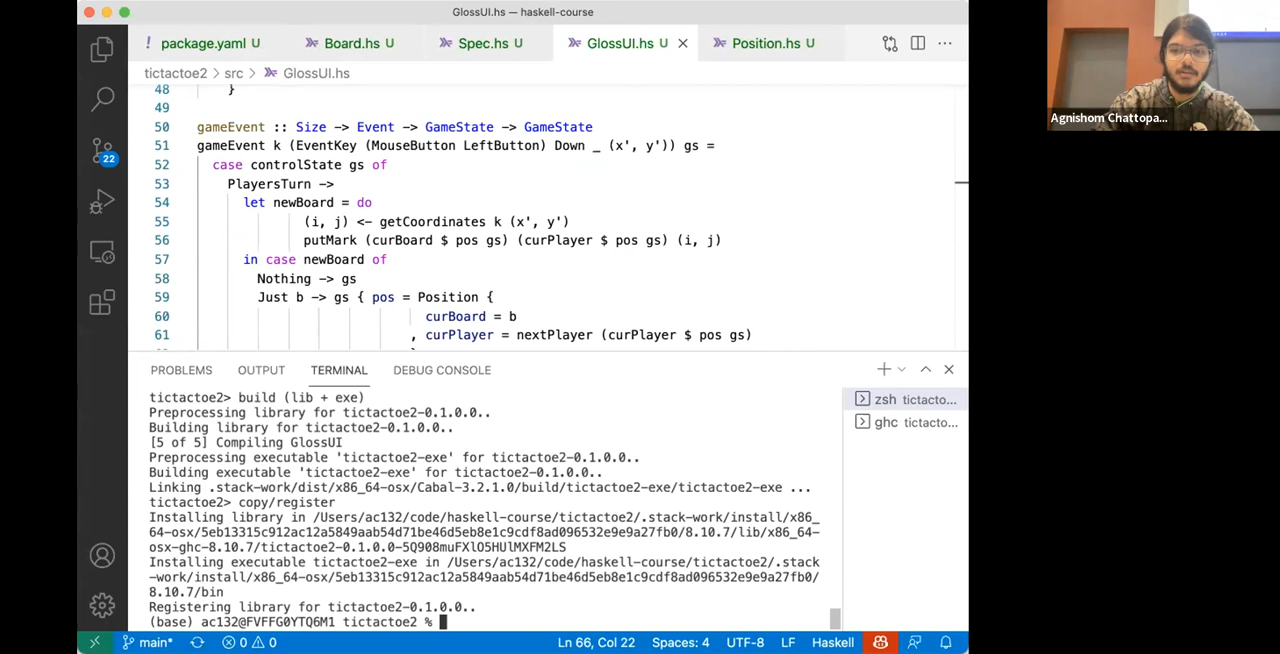 GlossUI.hs — haskell-course
! package.yaml U
Board.hs U
Spec.hs U
GlossUI.hs U
Position.hs U
tictactoe2 > src > GlossUI.hs
48 }
49
50 gameEvent :: Size -> Event -> GameState -> GameState
51 gameEvent k (EventKey (MouseButton LeftButton) Down _ (x', y')) gs =
52 case controlState gs of
53 PlayersTurn ->
54 let newBoard = do
55 (i, j) <- getCoordinates k (x', y')
56 putMark (curBoard $ pos gs) (curPlayer $ pos gs) (i, j)
57 in case newBoard of
58 Nothing -> gs
59 Just b -> gs { pos = Position {
60 curBoard = b
61 , curPlayer = nextPlayer (curPlayer $ pos gs)
22
PROBLEMS OUTPUT TERMINAL DEBUG CONSOLE
tictactoe2> build (lib + exe)
Preprocessing library for tictactoe2-0.1.0.0..
Building library for tictactoe2-0.1.0.0..
[5 of 5] Compiling GlossUI
Preprocessing executable 'tictactoe2-exe' for tictactoe2-0.1.0.0..
Building executable 'tictactoe2-exe' for tictactoe2-0.1.0.0..
Linking .stack-work/dist/x86_64-osx/Cabal-3.2.1.0/build/tictactoe2-exe/tictactoe2-exe ...
tictactoe2> copy/register
Installing library in /Users/ac132/code/haskell-course/tictactoe2/.stack-work/install/x86_
64-osx/5eb13315c912ac12a5849aab54d71be46d5eb8e1c9cdf8ad096532e9e9a27fb0/8.10.7/lib/x86_64-
osx-ghc-8.10.7/tictactoe2-0.1.0.0-5Q908muFXlO5HUlMXFM2LS
Installing executable tictactoe2-exe in /Users/ac132/code/haskell-course/tictactoe2/.stack
-work/install/x86_64-osx/5eb13315c912ac12a5849aab54d71be46d5eb8e1c9cdf8ad096532e9e9a27fb0/
8.10.7/bin
Registering library for tictactoe2-0.1.0.0..
(base) ac132@FVFFG0YTQ6M1 tictactoe2 %
zsh tictacto...
ghc tictacto...
main* 0 0 Ln 66, Col 22 Spaces: 4 UTF-8 LF Haskell
Agnishom Chattopa...